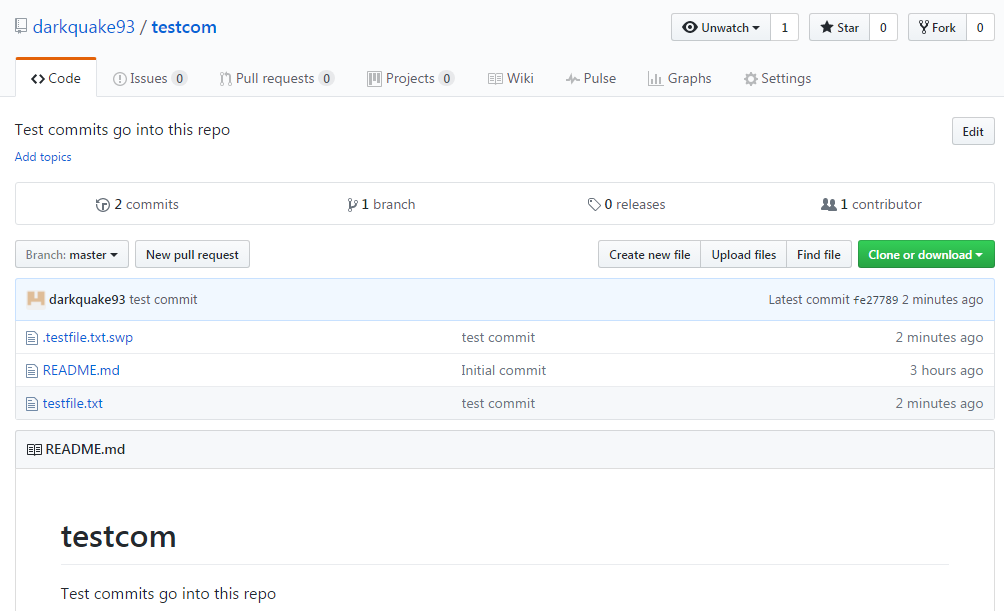 darkquake93 / testcom
Unwatch 1 Star 0 Fork 0
Code Issues 0 Pull requests 0 Projects 0 Wiki Pulse Graphs Settings
Test commits go into this repo Edit
Add topics
2 commits 1 branch 0 releases 1 contributor
Branch: master New pull request Create new file Upload files Find file Clone or download
darkquake93 test commit Latest commit fe27789 2 minutes ago
.testfile.txt.swp test commit 2 minutes ago
README.md Initial commit 3 hours ago
testfile.txt test commit 2 minutes ago
README.md
testcom
Test commits go into this repo